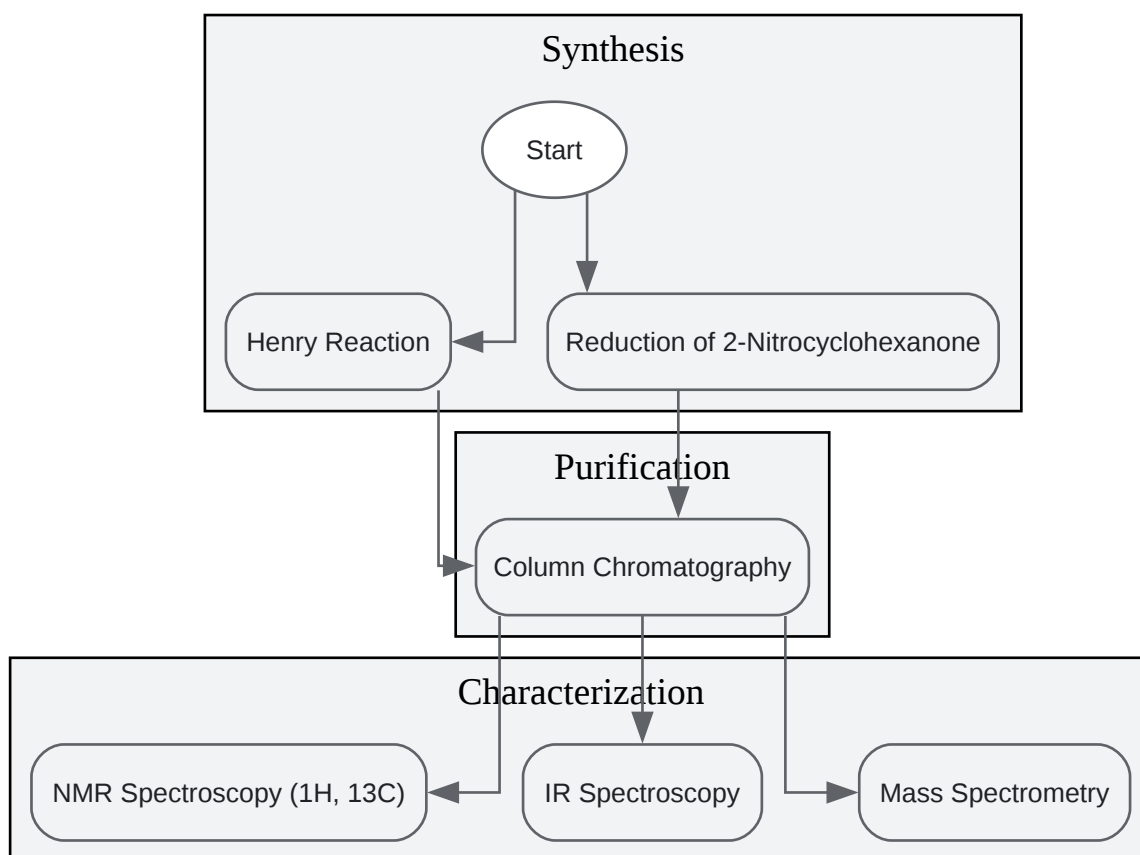 Synthesis
Start
Henry Reaction
Reduction of 2-Nitrocyclohexanone
Purification
Column Chromatography
Characterization
NMR Spectroscopy (1H, 13C)
IR Spectroscopy
Mass Spectrometry